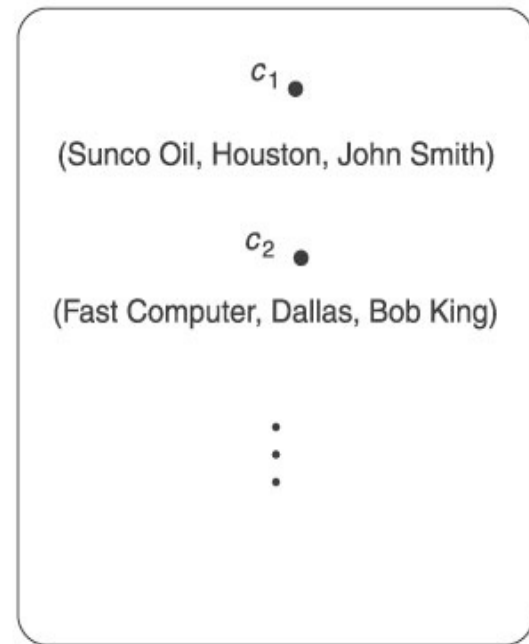 c₁
(Sunco Oil, Houston, John Smith)
c₂
(Fast Computer, Dallas, Bob King)